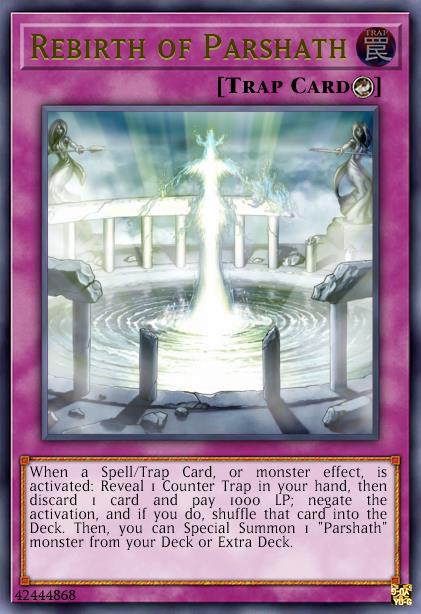 REBIRTH OF PARSHATH
TRAP
罠
[TRAP CARD]
When a Spell/Trap Card, or monster effect, is
activated: Reveal 1 Counter Trap in your hand, then
discard 1 card and pay 1000 LP; negate the
activation, and if you do, shuffle that card into the
Deck. Then, you can Special Summon 1 "Parshath"
monster from your Deck or Extra Deck.
42444868